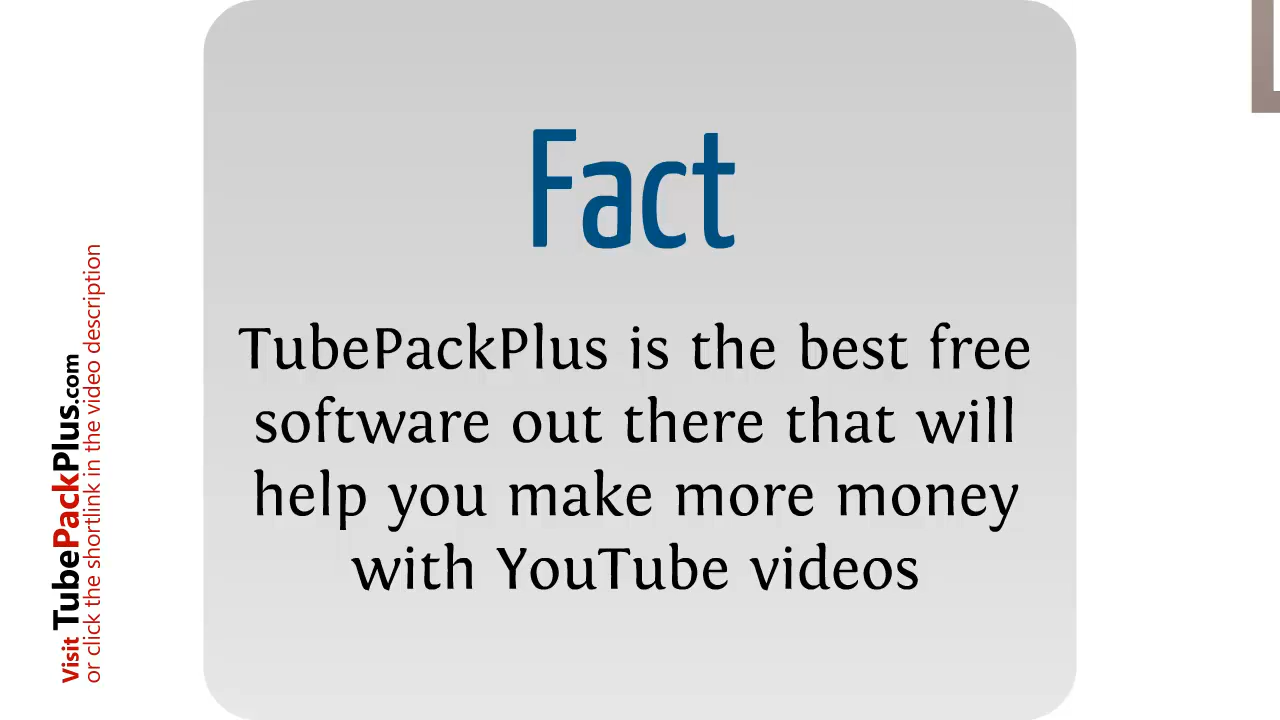 Fact
TubePackPlus is the best free
software out there that will
help you make more money
with YouTube videos
Visit TubePackPlus.com
or click the shortlink in the video description